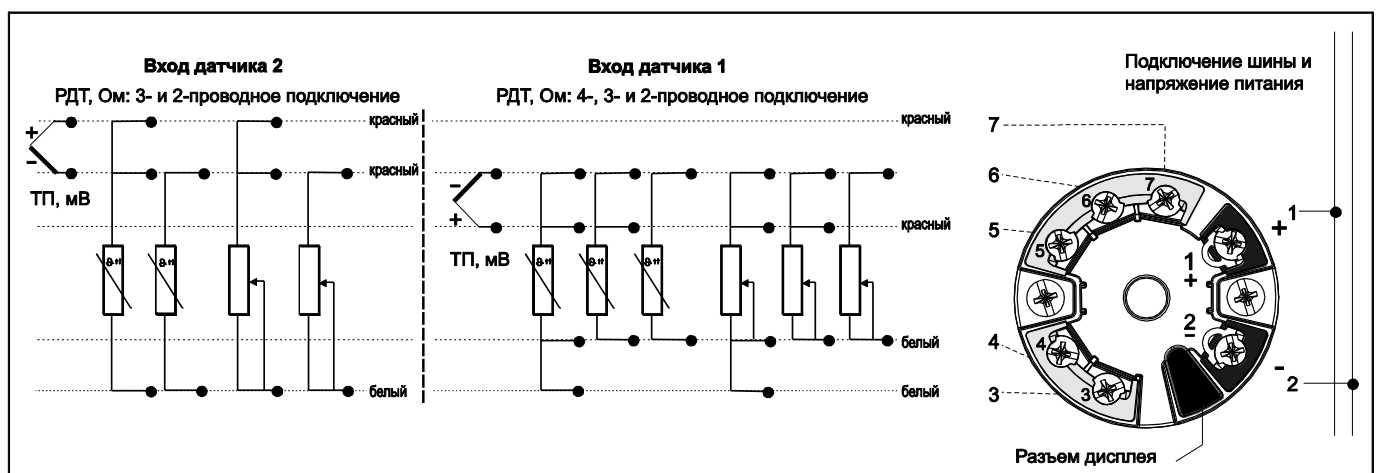 Вход датчика 2
РДТ, Ом: 3- и 2-проводное подключение
красный
+
-
красный
ТП, мВ
ϑ
ϑ
белый
Вход датчика 1
РДТ, Ом: 4-, 3- и 2-проводное подключение
красный
-
+
красный
ТП, мВ
ϑ
ϑ
ϑ
белый
белый
Подключение шины и
напряжение питания
7
6
5
4
3
7
6
5
4
3
1
+
2
-
+
1
-
2
Разъем дисплея